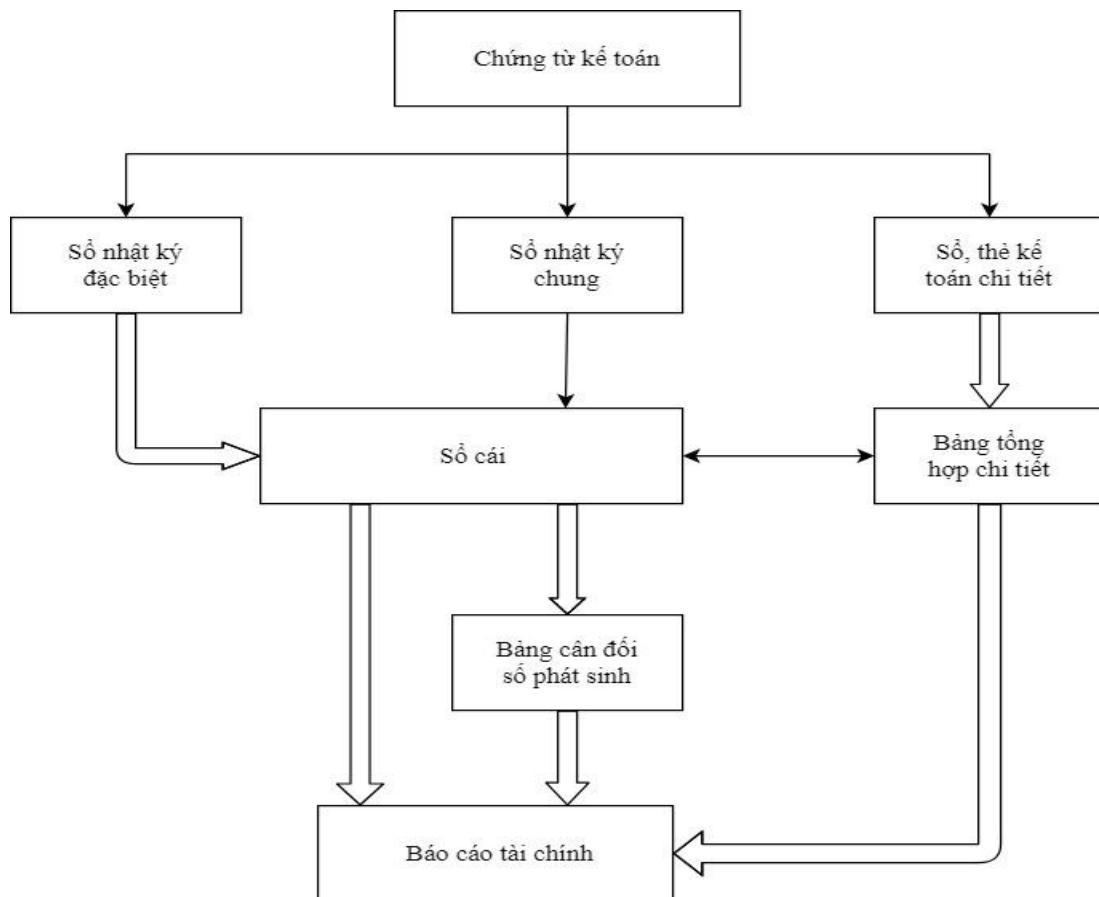 Chứng từ kế toán
Sổ nhật ký
đặc biệt
Sổ nhật ký
chung
Sổ, thẻ kế
toán chi tiết
Sổ cái
Bảng tổng
hợp chi tiết
Bảng cân đối
số phát sinh
Báo cáo tài chính